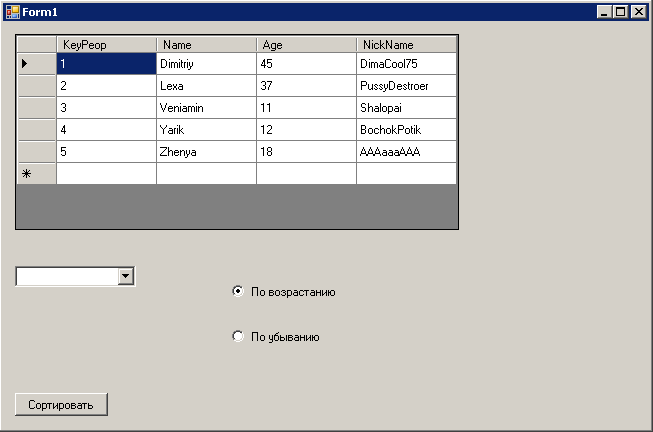 Form1
KeyPeop Name Age NickName
1 Dimitriy 45 DimaCool75
2 Lexa 37 PussyDestroer
3 Veniamin 11 Shalopai
4 Yarik 12 BochokPotik
5 Zhenya 18 AAAaaaAAA
По возрастанию
По убыванию
Сортировать